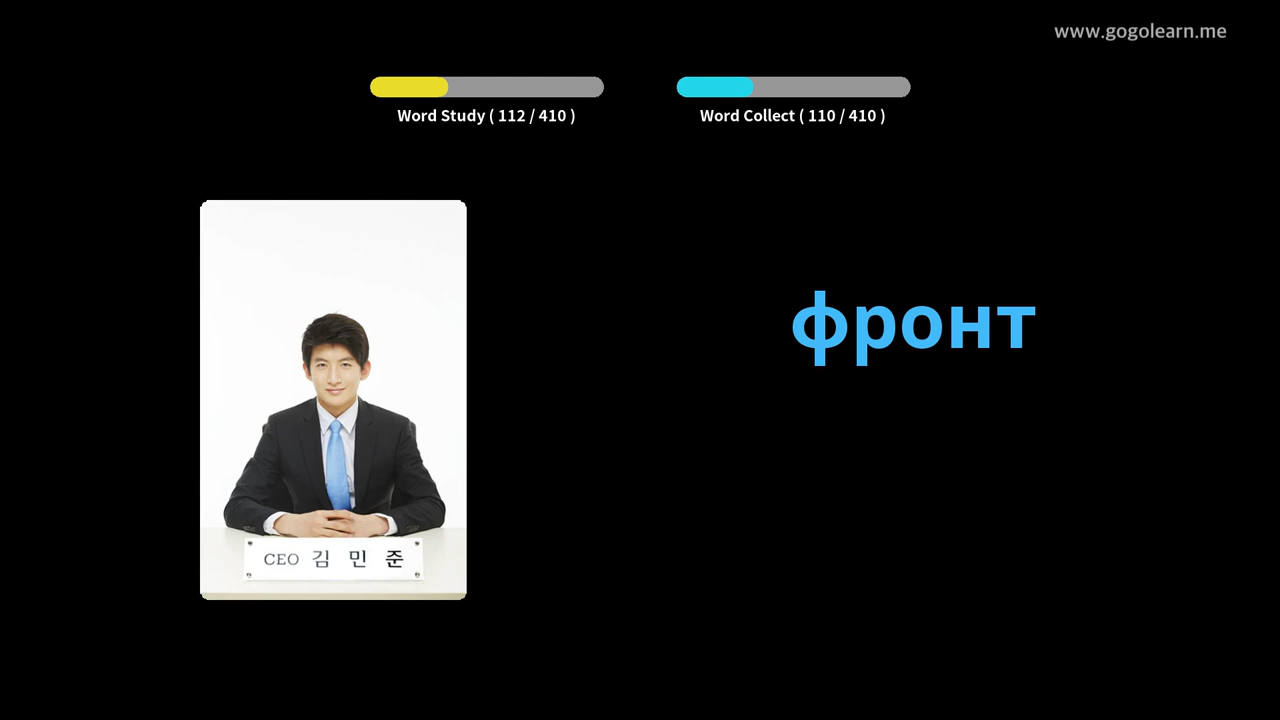 www.gogolearn.me
Word Study ( 112 / 410 )
Word Collect ( 110 / 410 )
фронт
CEO 김 민 준